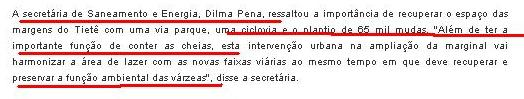 A secretária de Saneamento e Energia, Dilma Pena, ressaltou a importância de recuperar o espaço das
margens do Tietê com uma via parque, uma ciclovia e o plantio de 65 mil mudas. "Além de ter a
importante função de conter as cheias, esta intervenção urbana na ampliação da marginal vai
harmonizar a área de lazer com as novas faixas viárias ao mesmo tempo em que deve recuperar e
preservar a função ambiental das várzeas", disse a secretária.